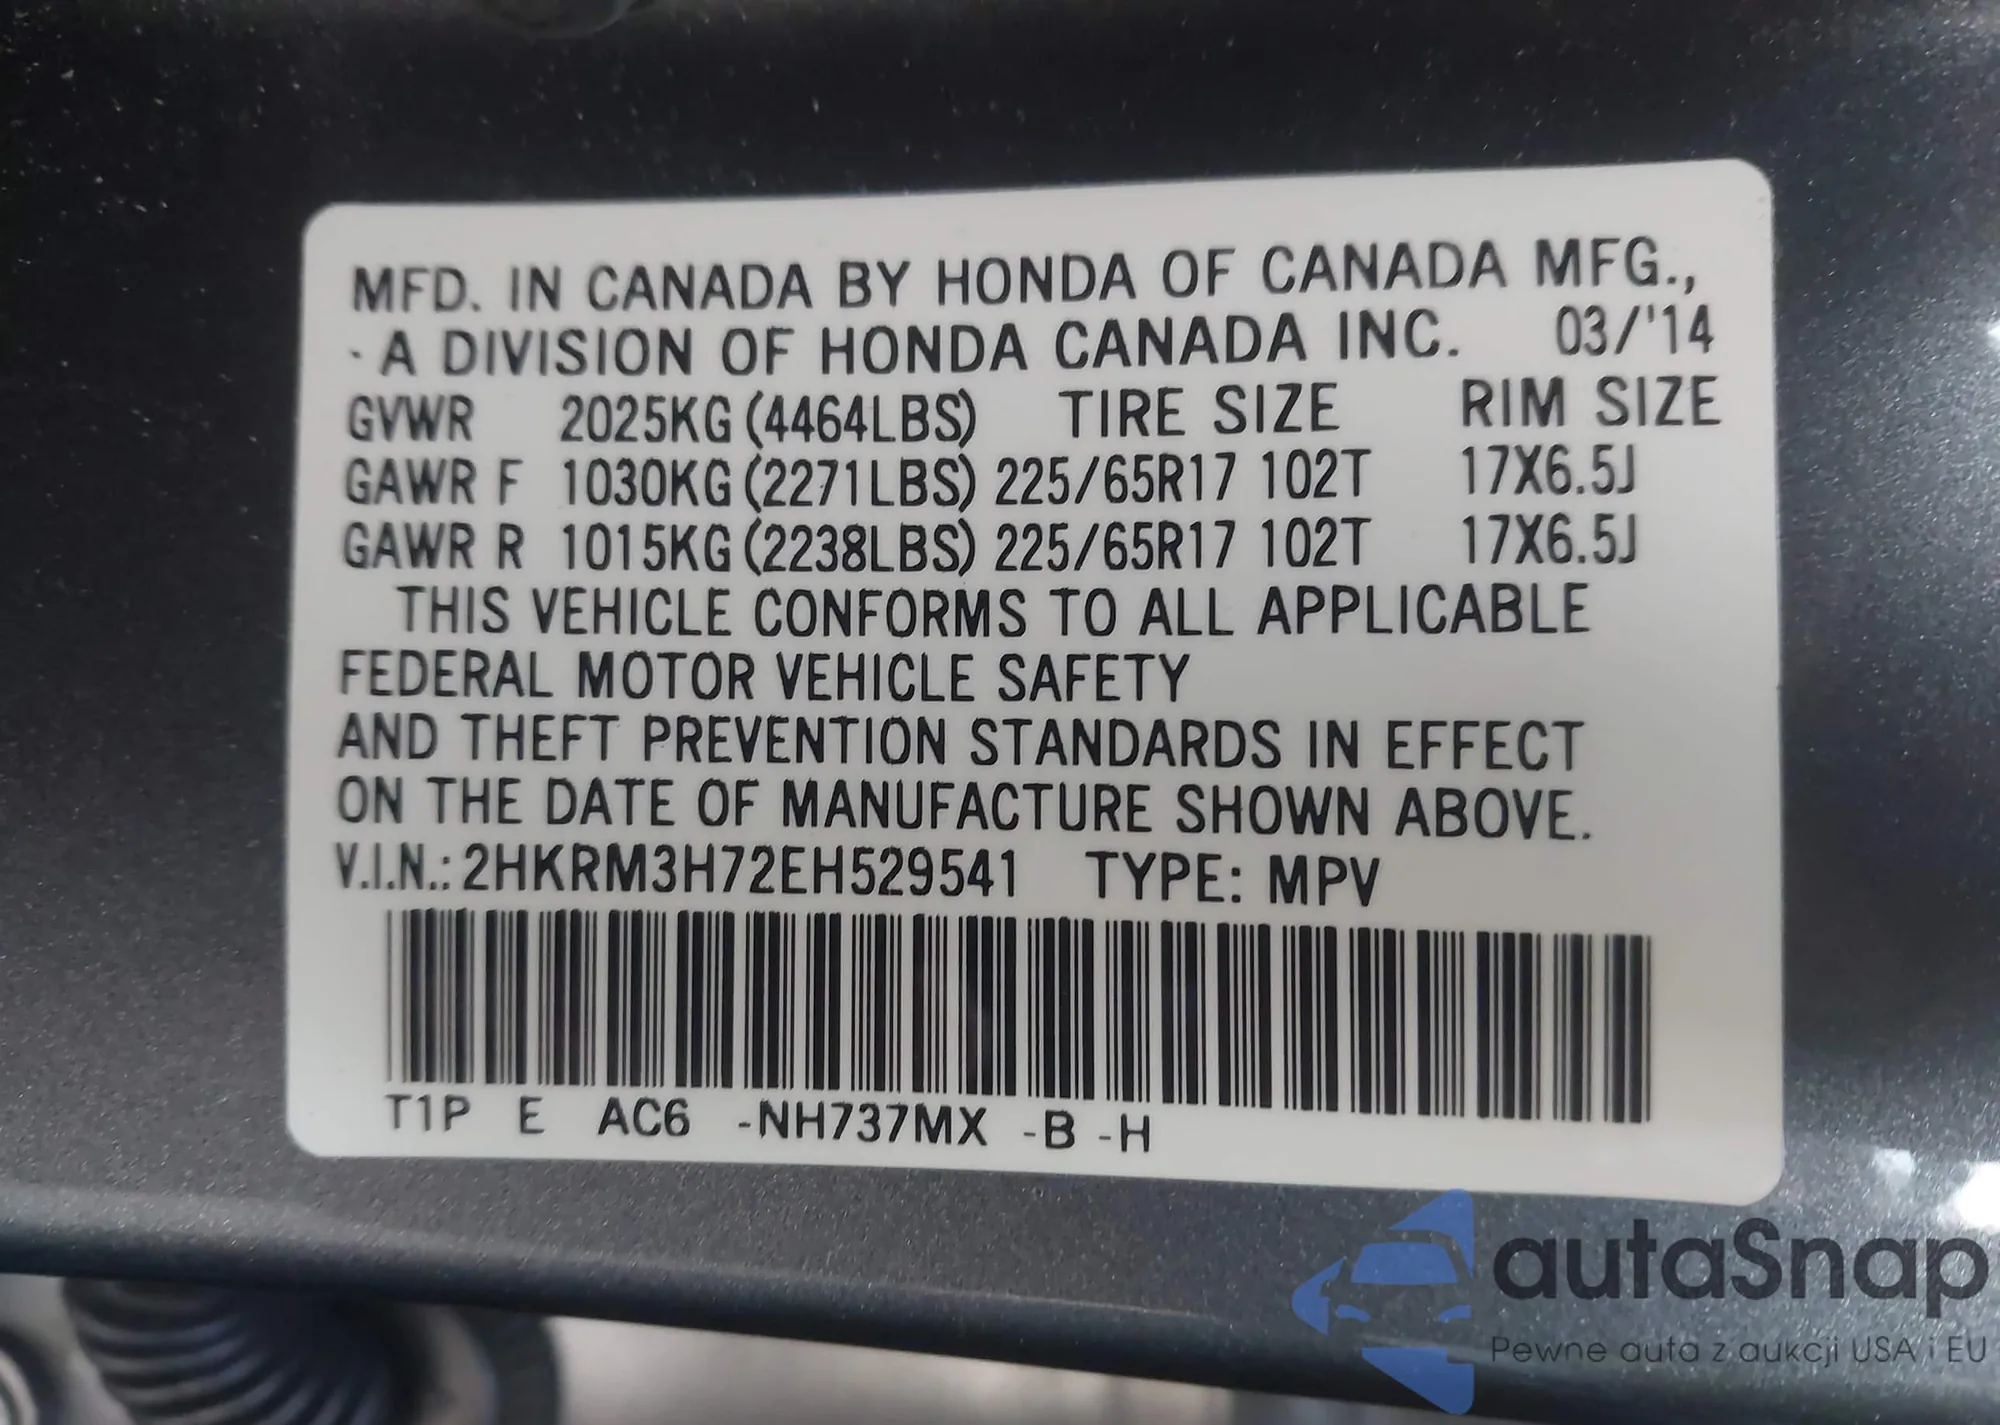 MFD. IN CANADA BY HONDA OF CANADA MFG.,
· A DIVISION OF HONDA CANADA INC. 03/'14
GVWR 2025KG (4464LBS) TIRE SIZE RIM SIZE
GAWR F 1030KG (2271LBS) 225/65R17 102T 17X6.5J
GAWR R 1015KG (2238LBS) 225/65R17 102T 17X6.5J
THIS VEHICLE CONFORMS TO ALL APPLICABLE
FEDERAL MOTOR VEHICLE SAFETY
AND THEFT PREVENTION STANDARDS IN EFFECT
ON THE DATE OF MANUFACTURE SHOWN ABOVE.
V.I.N.: 2HKRM3H72EH529541 TYPE: MPV
T1P E AC6 -NH737MX -B -H
autaSnap
Pewne auta z aukcji USA i EU